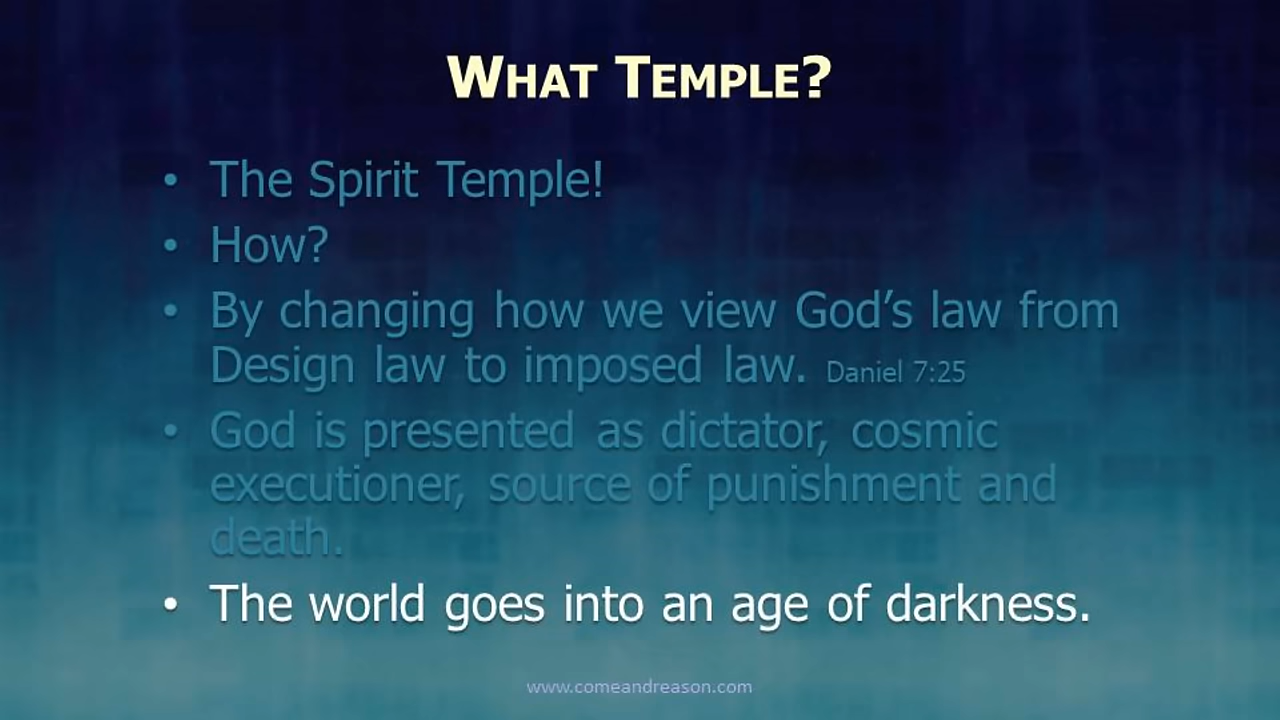 WHAT TEMPLE?
• The Spirit Temple!
• How?
• By changing how we view God’s law from
Design law to imposed law. Daniel 7:25
• God is presented as dictator, cosmic
executioner, source of punishment and
death.
• The world goes into an age of darkness.
www.comeandreason.com